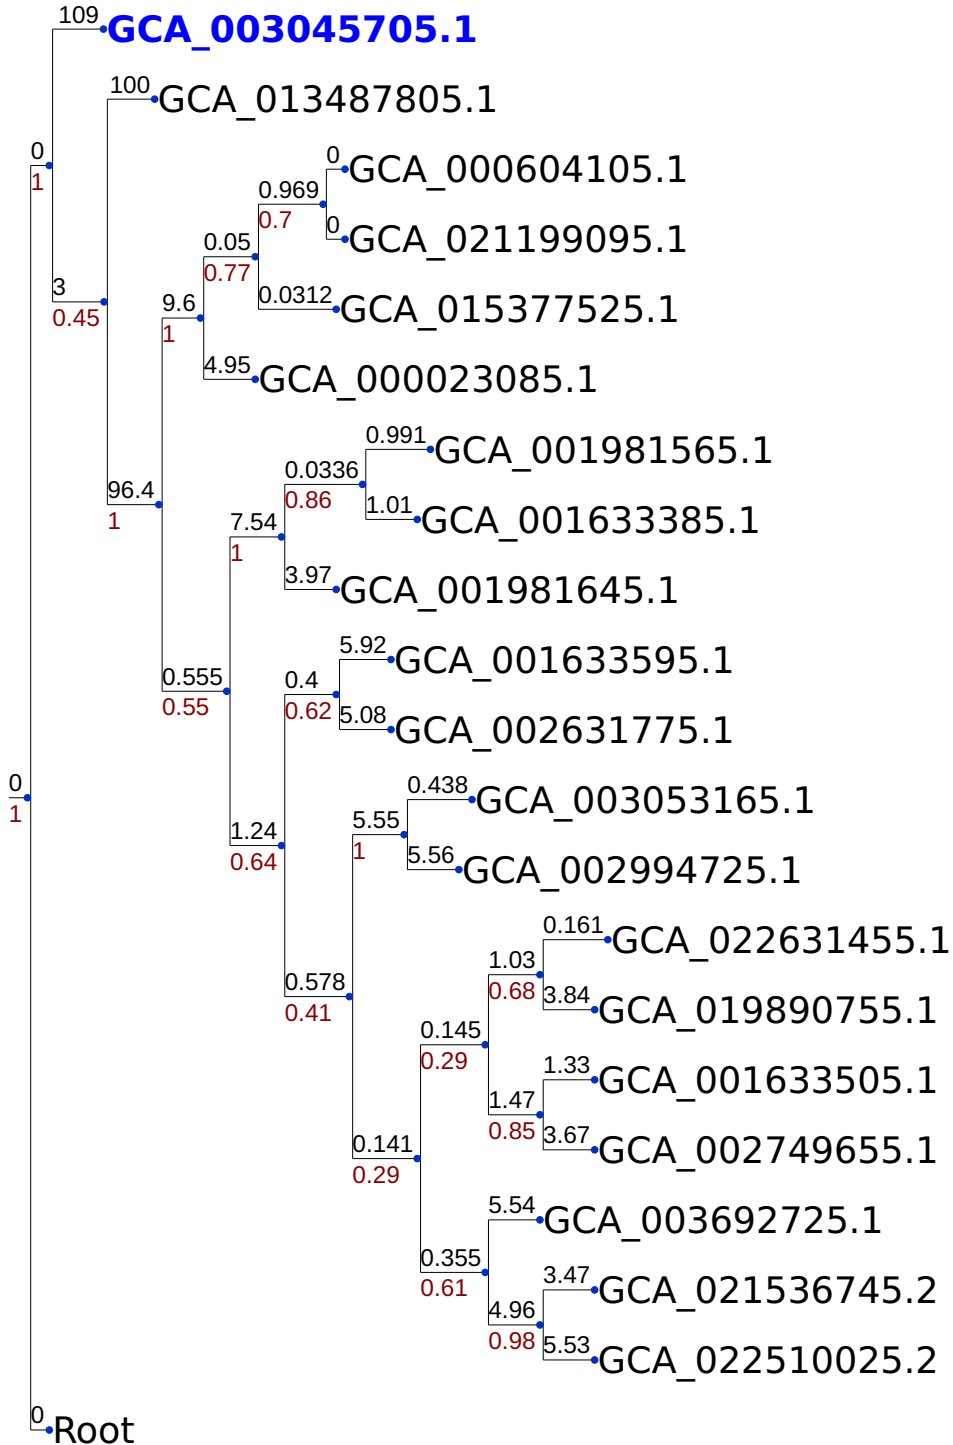 109 GCA_003045705.1
100 GCA_013487805.1
0
1
0 GCA_000604105.1
0.969
0.7
0 GCA_021199095.1
0.05
0.77
3
0.45
9.6
1
0.0312 GCA_015377525.1
4.95 GCA_000023085.1
0.991 GCA_001981565.1
0.0336
0.86
96.4
1
1.01 GCA_001633385.1
7.54
1
3.97 GCA_001981645.1
5.92 GCA_001633595.1
0.555
0.55
0.4
0.62
5.08 GCA_002631775.1
0
1
0.438 GCA_003053165.1
1.24
0.64
5.55
1
5.56 GCA_002994725.1
0.161 GCA_022631455.1
1.03
0.68
0.578
0.41
3.84 GCA_019890755.1
0.145
0.29
1.33 GCA_001633505.1
1.47
0.85
0.141
0.29
3.67 GCA_002749655.1
5.54 GCA_003692725.1
0.355
0.61
3.47 GCA_021536745.2
4.96
0.98
5.53 GCA_022510025.2
0 Root